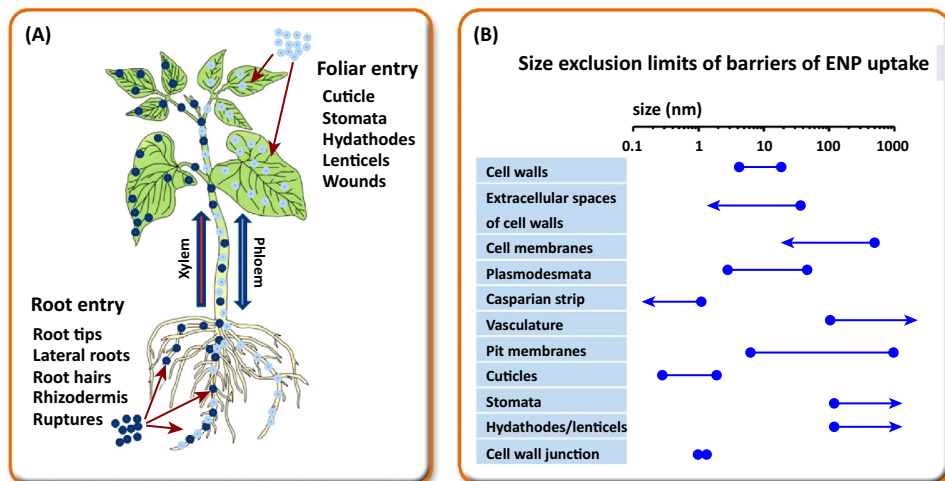 (A)
Foliar entry
Cuticle
Stomata
Hydathodes
Lenticels
Wounds
Xylem
Phloem
Root entry
Root tips
Lateral roots
Root hairs
Rhizodermis
Ruptures
(B)
Size exclusion limits of barriers of ENP uptake
size (nm)
0.1 1 10 100 1000
Cell walls
Extracellular spaces
of cell walls
Cell membranes
Plasmodesmata
Casparian strip
Vasculature
Pit membranes
Cuticles
Stomata
Hydathodes/lenticels
Cell wall junction